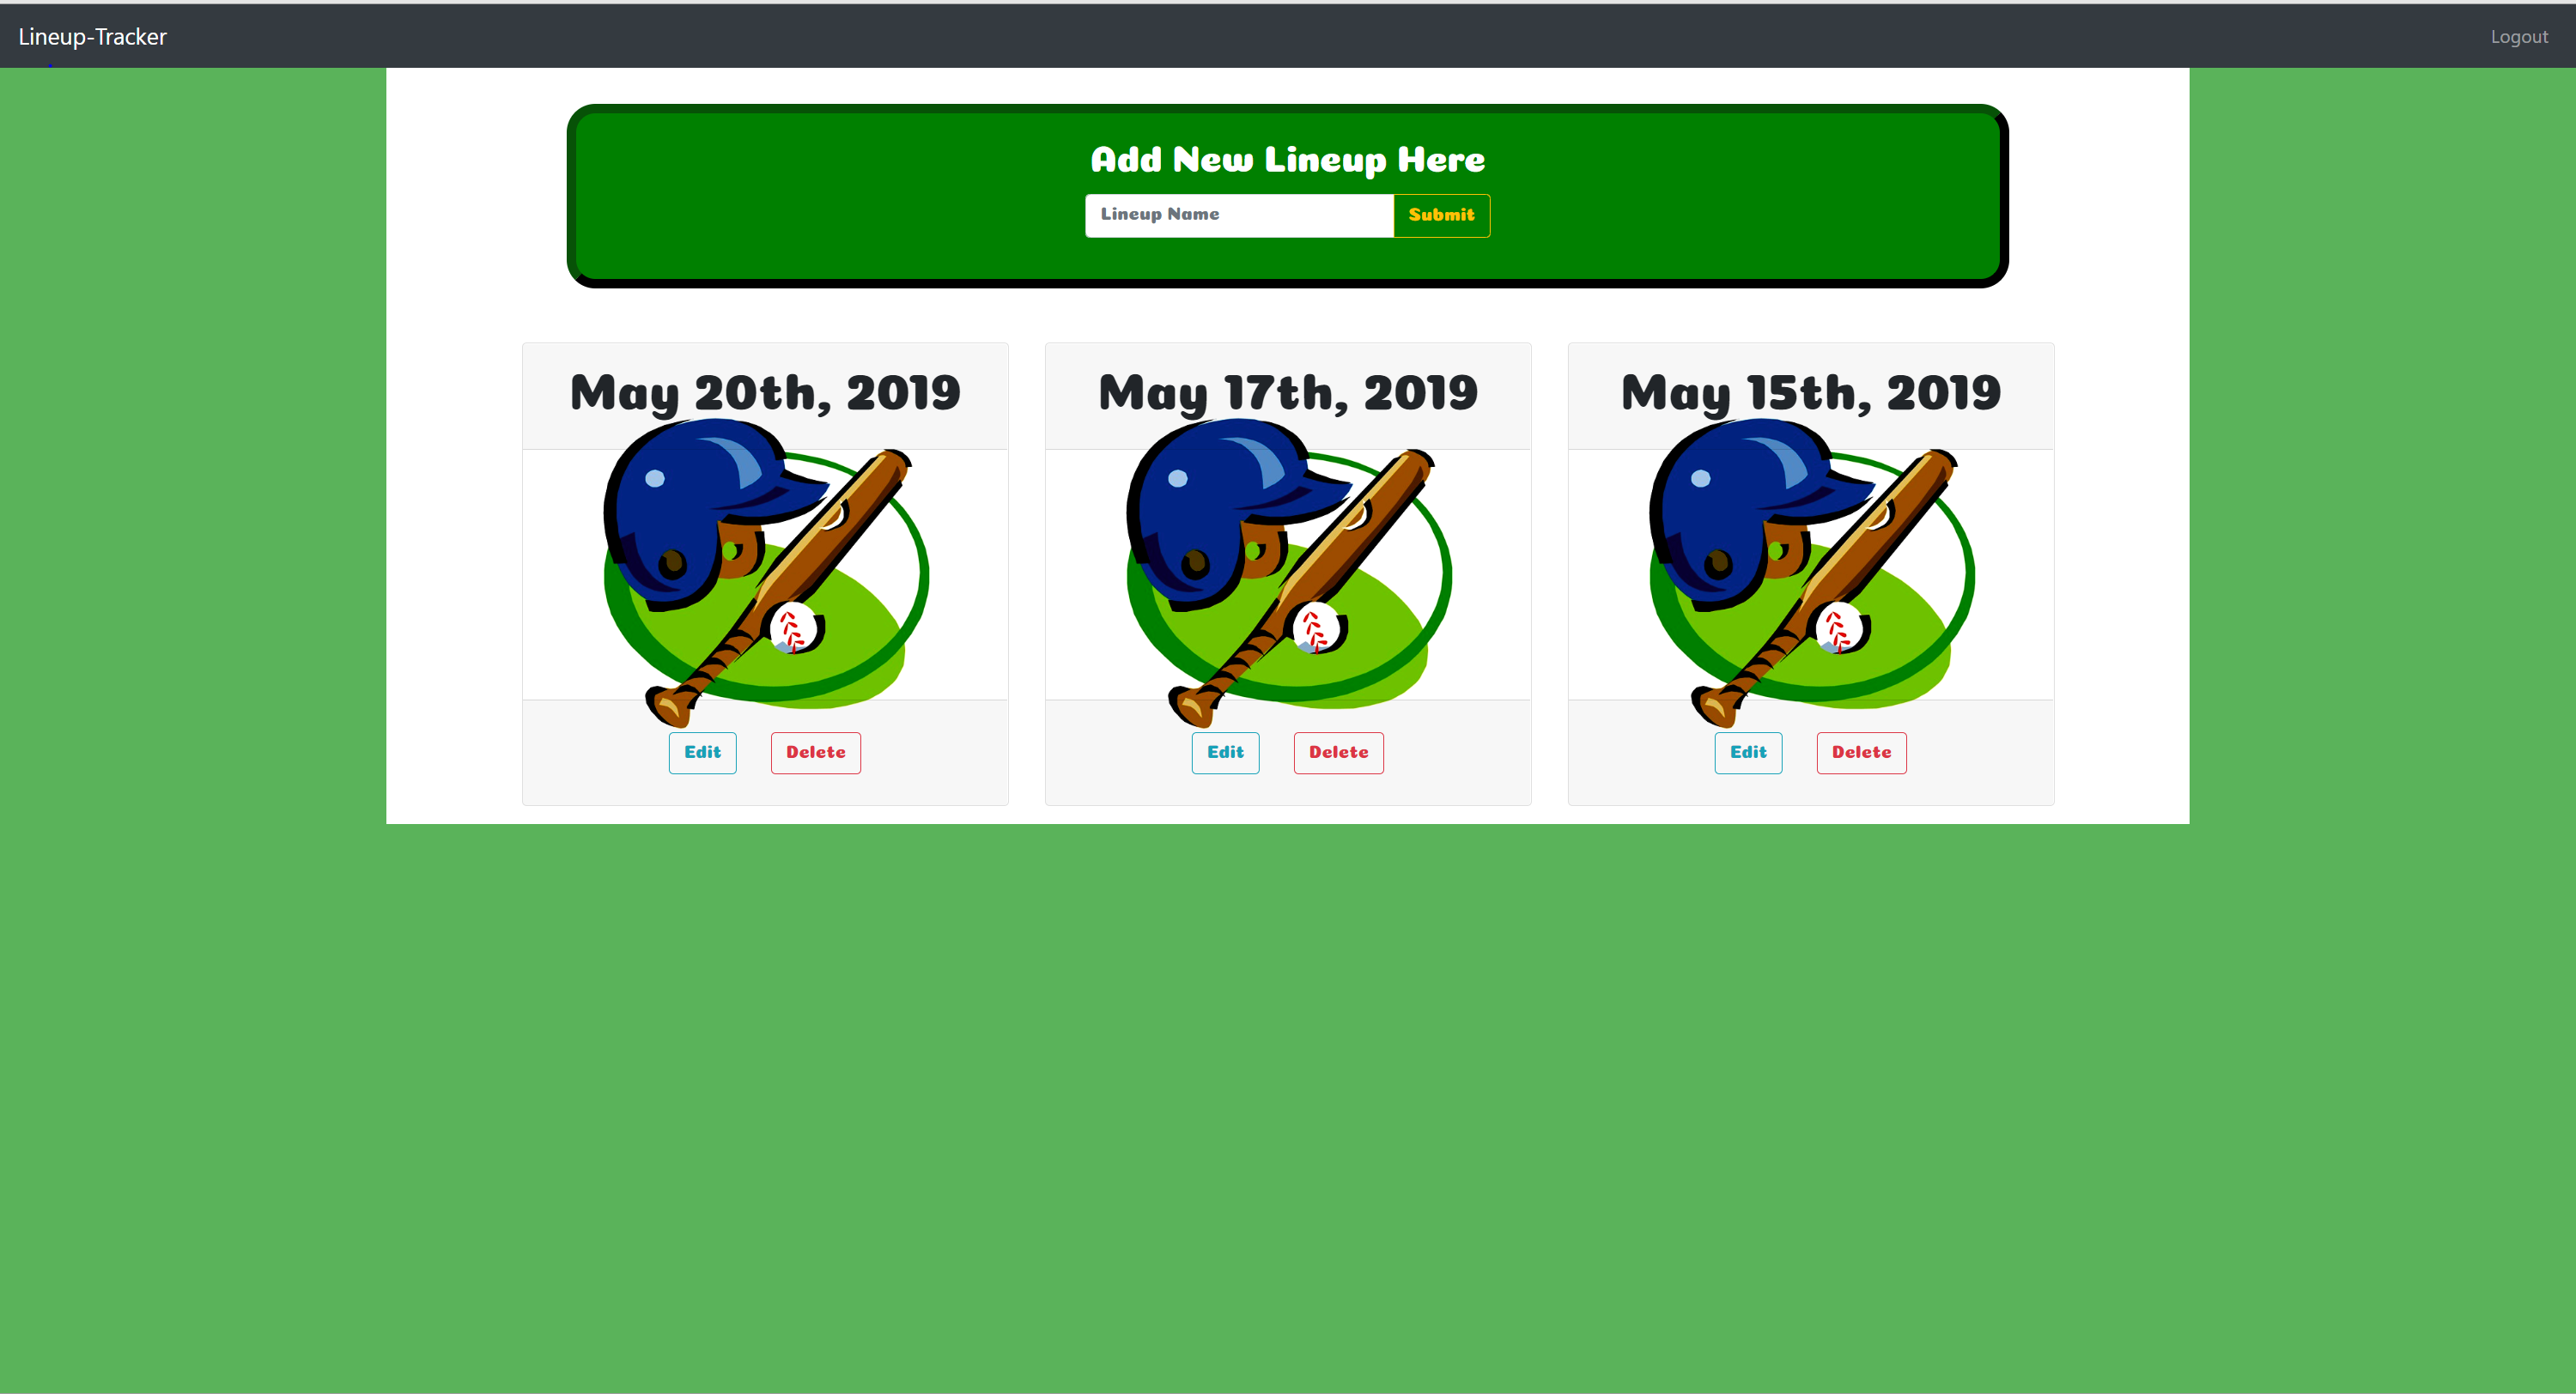 Lineup-Tracker
Logout
Add New Lineup Here
Lineup Name
Submit
May 20th, 2019
May 17th, 2019
May 15th, 2019
Edit
Delete
Edit
Delete
Edit
Delete